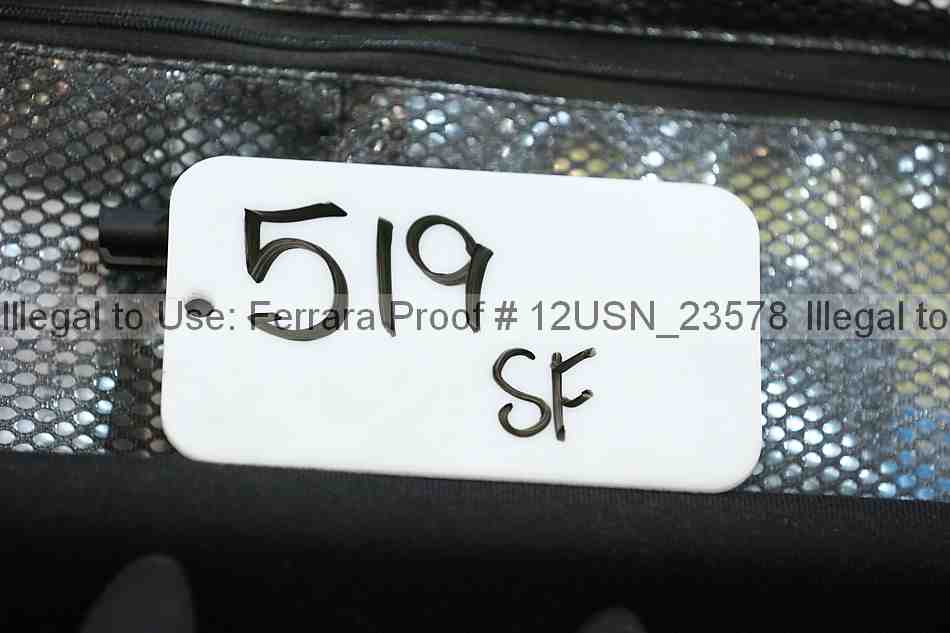 519
Illegal to Use: Ferrara Proof # 12USN_23578 Illegal to
SF